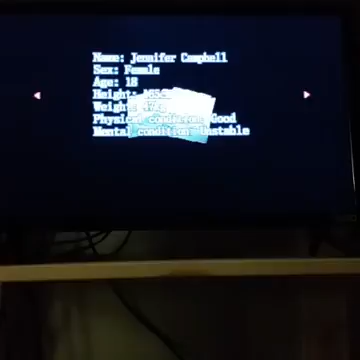 Name: Jennifer Campbell
Sex: Female
Age: 18
Height:
Weight:
Physical condition: Good
Mental condition: Unstable